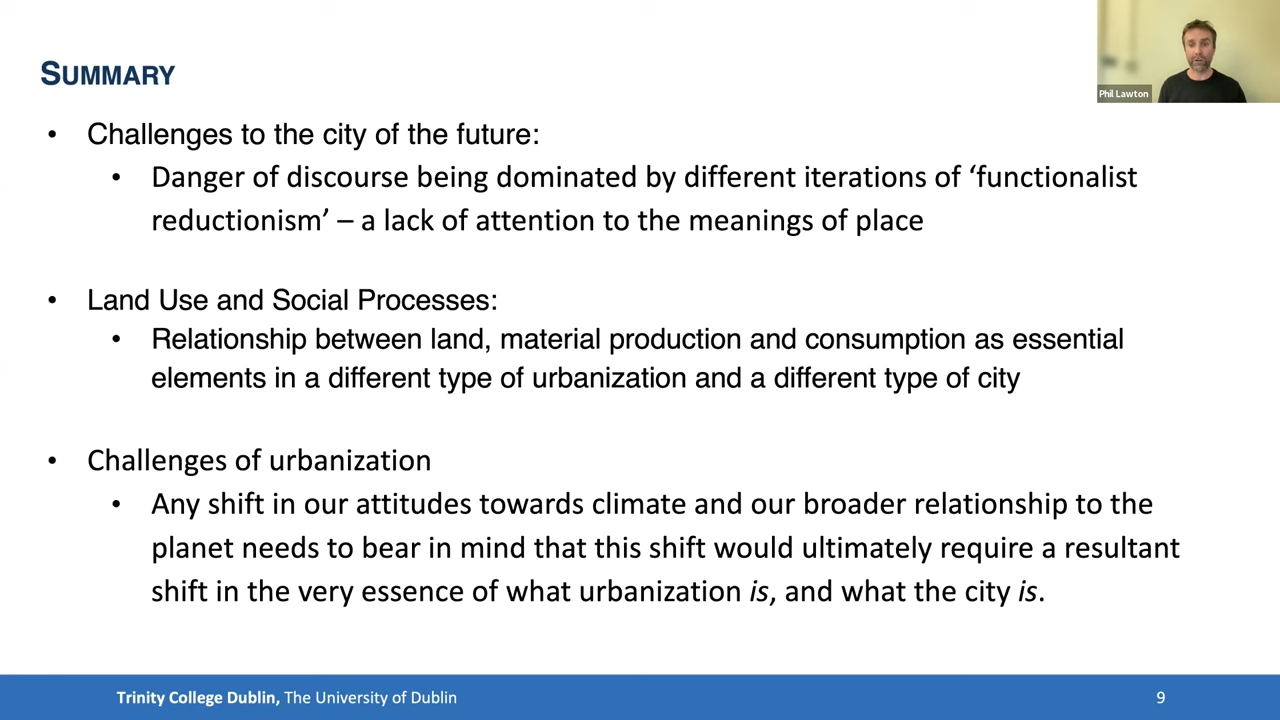 SUMMARY
Phil Lawton
• Challenges to the city of the future:
• Danger of discourse being dominated by different iterations of ‘functionalist
reductionism’ – a lack of attention to the meanings of place
• Land Use and Social Processes:
• Relationship between land, material production and consumption as essential
elements in a different type of urbanization and a different type of city
• Challenges of urbanization
• Any shift in our attitudes towards climate and our broader relationship to the
planet needs to bear in mind that this shift would ultimately require a resultant
shift in the very essence of what urbanization is, and what the city is.
Trinity College Dublin, The University of Dublin
9